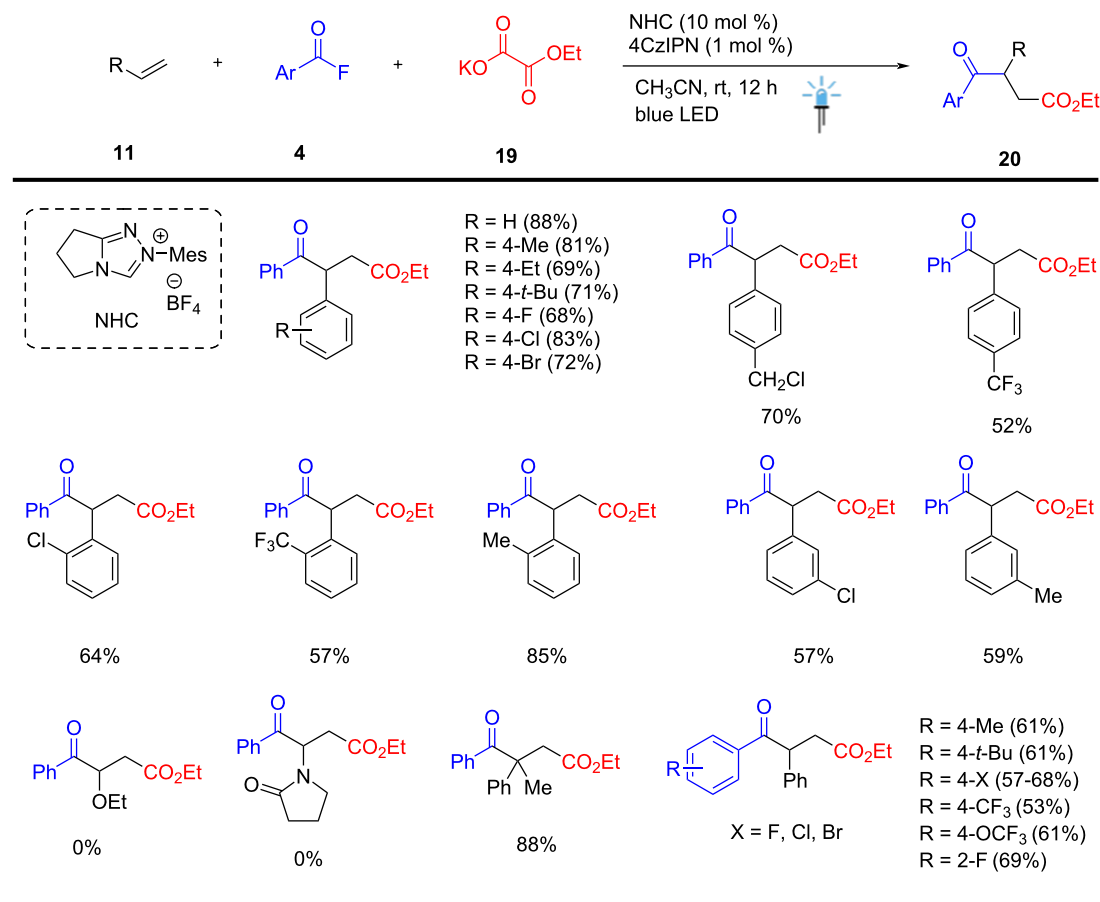 R
+
O
Ar
F
+
O
KO
OEt
O
NHC (10 mol %)
4CzIPN (1 mol %)
CH₃CN, rt, 12 h
blue LED
O
R
Ar
CO₂Et
11
4
19
20
N
N
N
+
Mes
−
BF₄
NHC
O
Ph
CO₂Et
R
R = H (88%)
R = 4-Me (81%)
R = 4-Et (69%)
R = 4-t-Bu (71%)
R = 4-F (68%)
R = 4-Cl (83%)
R = 4-Br (72%)
O
Ph
CO₂Et
CH₂Cl
70%
O
Ph
CO₂Et
CF₃
52%
O
Ph
CO₂Et
Cl
64%
O
Ph
CO₂Et
F₃C
57%
O
Ph
CO₂Et
Me
85%
O
Ph
CO₂Et
Cl
57%
O
Ph
CO₂Et
Me
59%
O
Ph
CO₂Et
OEt
0%
O
Ph
CO₂Et
N
O
0%
O
Ph
CO₂Et
Ph Me
88%
O
R
CO₂Et
Ph
X = F, Cl, Br
R = 4-Me (61%)
R = 4-t-Bu (61%)
R = 4-X (57-68%)
R = 4-CF₃ (53%)
R = 4-OCF₃ (61%)
R = 2-F (69%)